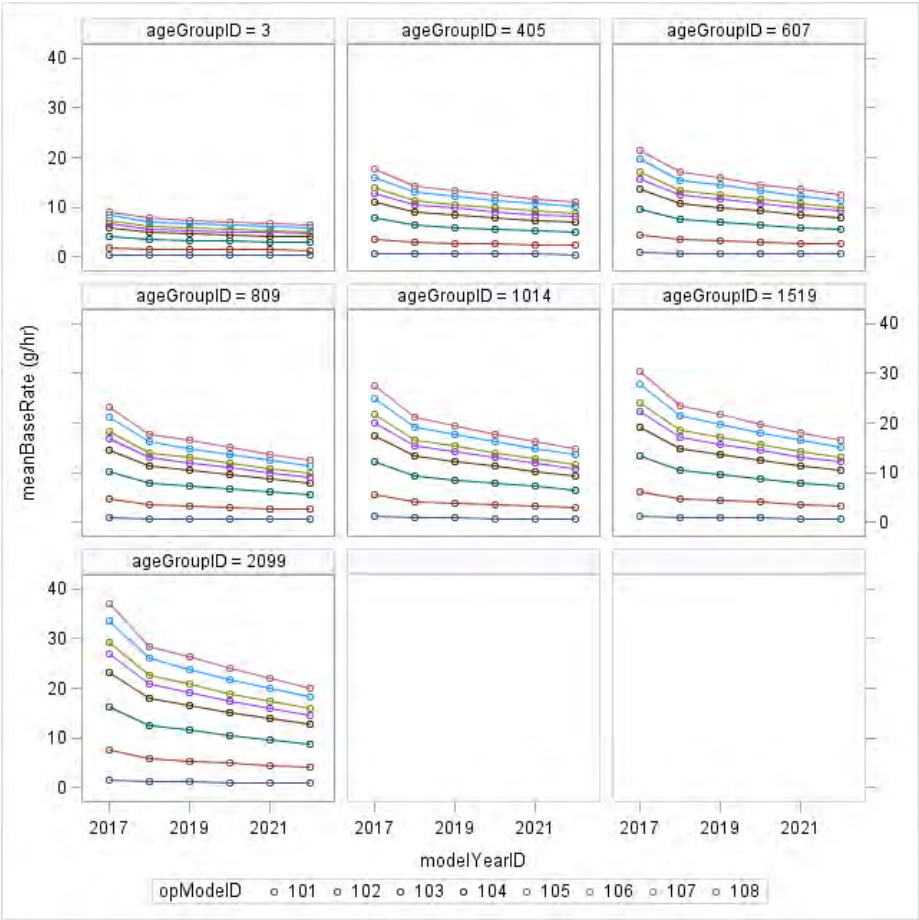 ageGroupID = 3 ageGroupID = 405 ageGroupID = 607
40
30
20
10
0
ageGroupID = 809 ageGroupID = 1014 ageGroupID = 1519
meanBaseRate (g/hr)
40
30
20
10
0
ageGroupID = 2099
40
30
20
10
0
2017 2019 2021 2017 2019 2021 2017 2019 2021
modelYearID
opModeID 101 102 103 104 105 106 107 108